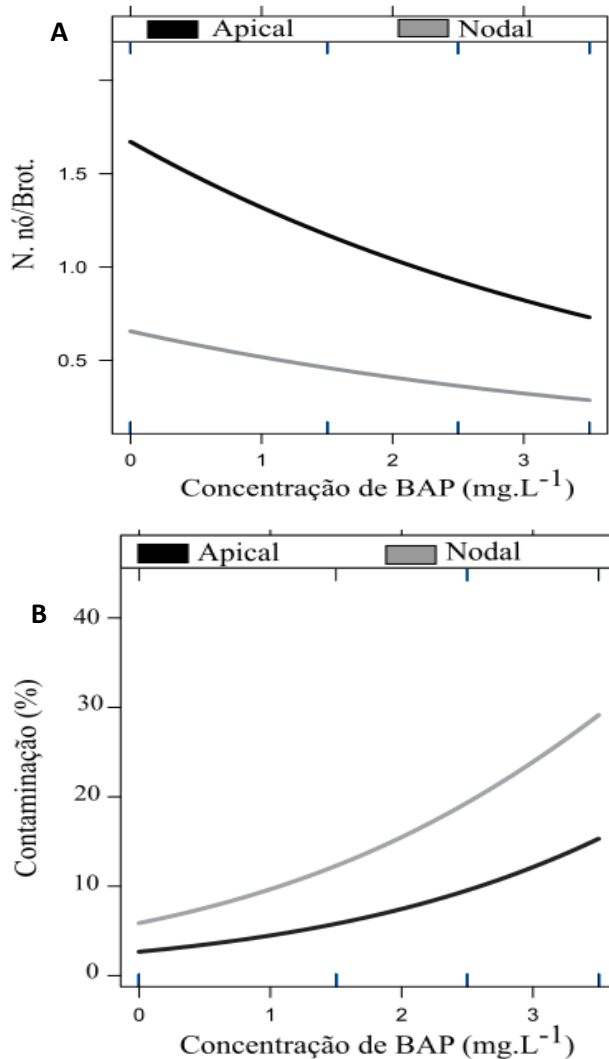 A
Apical Nodal
N. nó/Brot.
1.5
1.0
0.5
0 1 2 3
Concentração de BAP (mg.L-1)
B
Apical Nodal
Contaminação (%)
40
30
20
10
0
0 1 2 3
Concentração de BAP (mg.L-1)